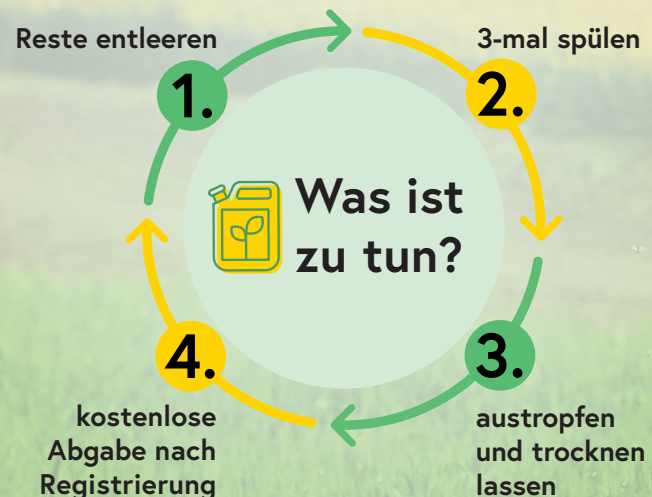 Reste entleeren
1.
3-mal spülen
2.
Was ist
zu tun?
3.
austropfen
und trocknen
lassen
4.
kostenlose
Abgabe nach
Registrierung